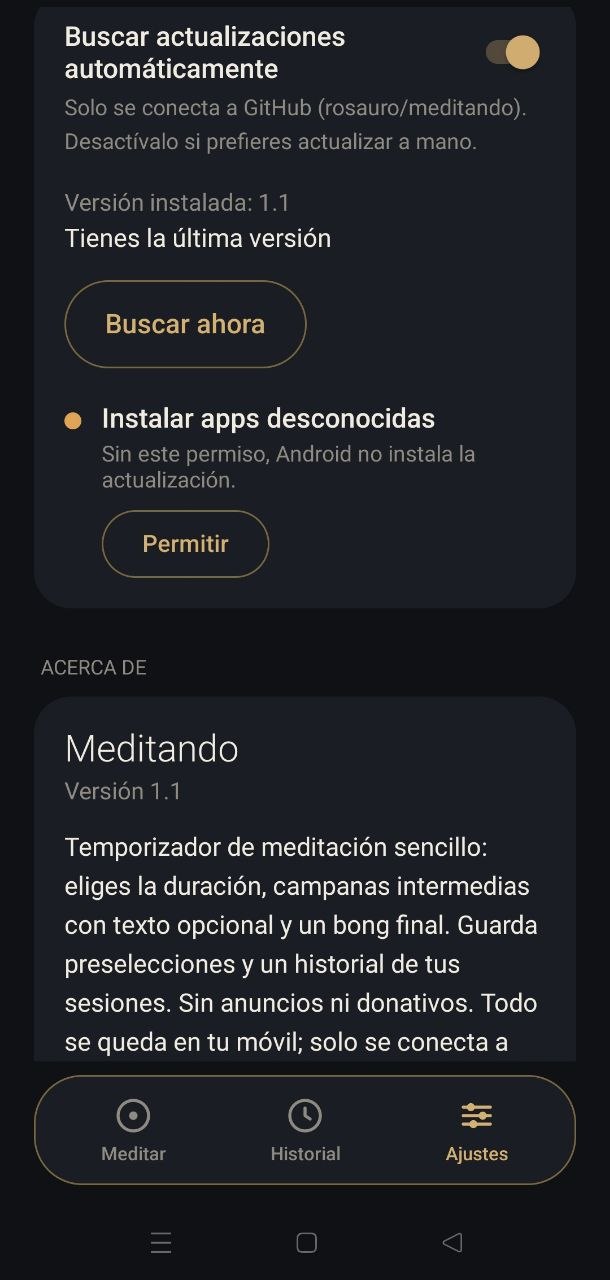 Buscar actualizaciones
automáticamente
Solo se conecta a GitHub (rosauro/meditando).
Desactívalo si prefieres actualizar a mano.
Versión instalada: 1.1
Tienes la última versión
Buscar ahora
Instalar apps desconocidas
Sin este permiso, Android no instala la
actualización.
Permitir
ACERCA DE
Meditando
Versión 1.1
Temporizador de meditación sencillo:
eliges la duración, campanas intermedias
con texto opcional y un bong final. Guarda
preselecciones y un historial de tus
sesiones. Sin anuncios ni donativos. Todo
se queda en tu móvil; solo se conecta a
Meditar
Historial
Ajustes